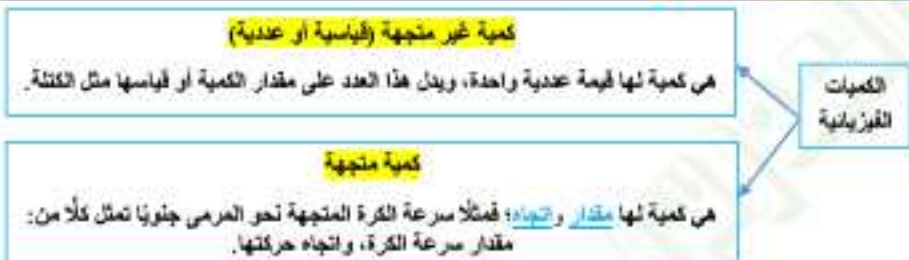 الكميات
الفيزيائية
كمية غير متجهة (قياسية أو عددية)
هي كمية لها قيمة عددية واحدة، ويدل هذا العدد على مقدار الكمية أو قياسها مثل الكتلة.
كمية متجهة
هي كمية لها مقدار واتجاه؛ فمثلًا سرعة الكرة المتجهة نحو المرمى جنوبًا تمثل كلًا من:
مقدار سرعة الكرة، واتجاه حركتها.